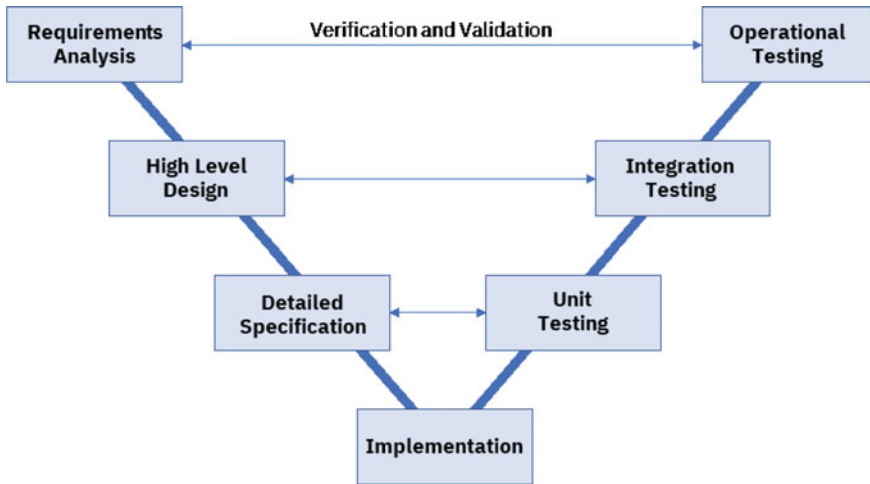 Requirements
Analysis
Verification and Validation
Operational
Testing
High Level
Design
Integration
Testing
Detailed
Specification
Unit
Testing
Implementation